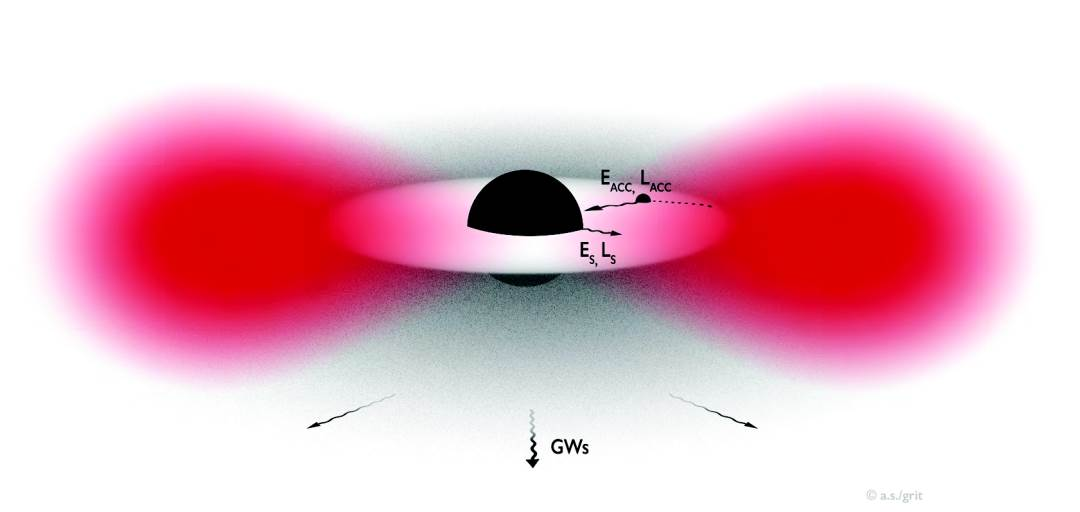 E_ACC, L_ACC
E_S, L_S
GWs
© a.s./grit